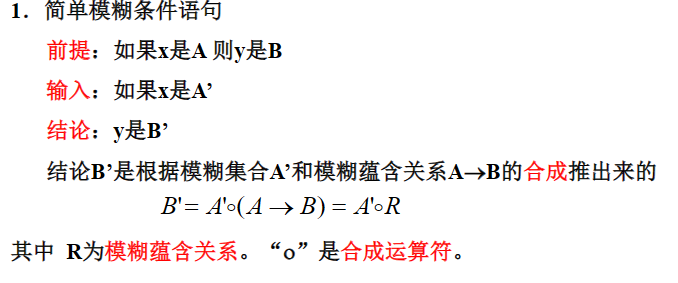 1. 简单模糊条件语句
前提：如果x是A 则y是B
输入：如果x是A’
结论：y是B’
结论B’是根据模糊集合A’和模糊蕴含关系A→B的合成推出来的
B'= A'∘(A → B) = A'∘R
其中 R为模糊蕴含关系。“o”是合成运算符。